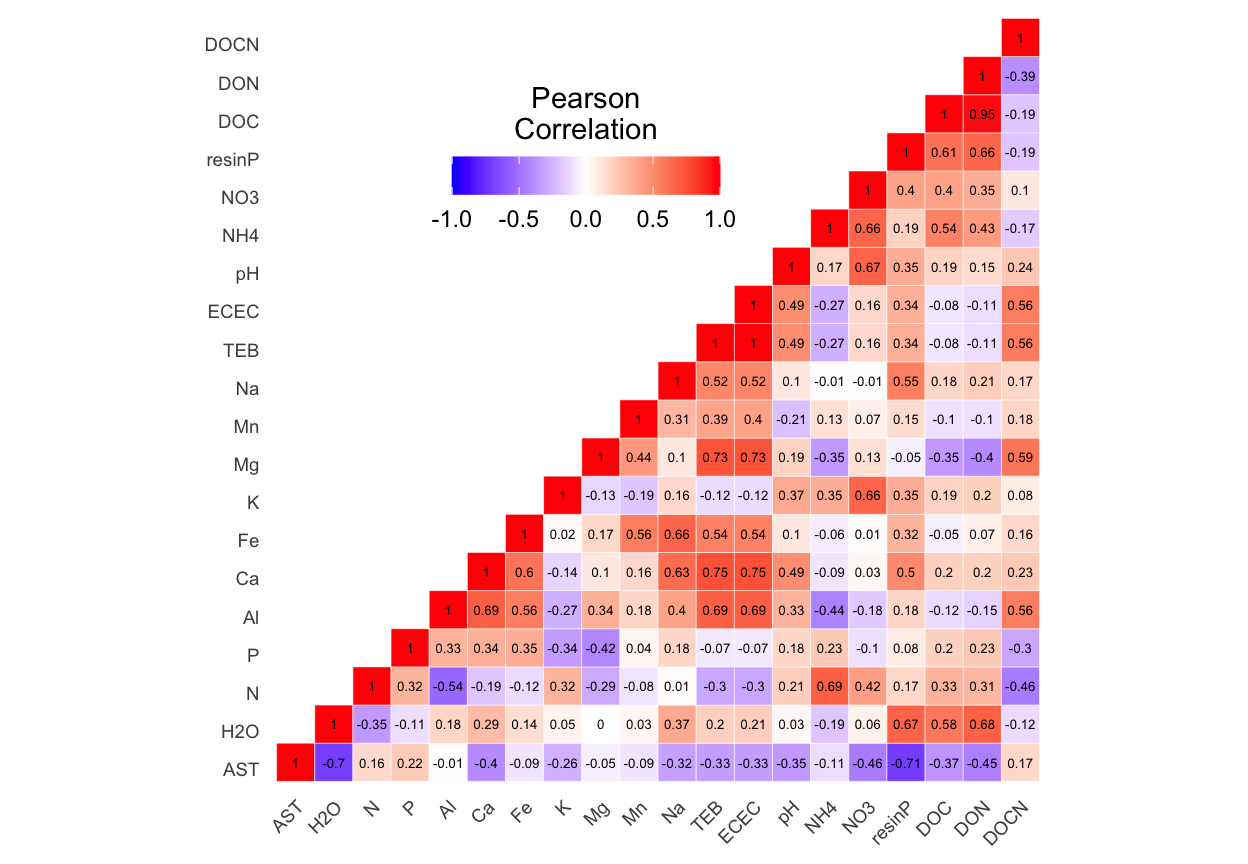 DOCN 1
DON 1 -0.39
Pearson
Correlation
DOC 1 0.95 -0.19
resinP 1 0.61 0.66 -0.19
NO3 1 0.4 0.4 0.35 0.1
-1.0 -0.5 0.0 0.5 1.0
NH4 1 0.66 0.19 0.54 0.43 -0.17
pH 1 0.17 0.67 0.35 0.19 0.15 0.24
ECEC 1 0.49 -0.27 0.16 0.34 -0.08 -0.11 0.56
TEB 1 1 0.49 -0.27 0.16 0.34 -0.08 -0.11 0.56
Na 1 0.52 0.52 0.1 -0.01 -0.01 0.55 0.18 0.21 0.17
Mn 1 0.31 0.39 0.4 -0.21 0.13 0.07 0.15 -0.1 -0.1 0.18
Mg 1 0.44 0.1 0.73 0.73 0.19 -0.35 0.13 -0.05 -0.35 -0.4 0.59
K 1 -0.13 -0.19 0.16 -0.12 -0.12 0.37 0.35 0.66 0.35 0.19 0.2 0.08
Fe 1 0.02 0.17 0.56 0.66 0.54 0.54 0.1 -0.06 0.01 0.32 -0.05 0.07 0.16
Ca 1 0.6 -0.14 0.1 0.16 0.63 0.75 0.75 0.49 -0.09 0.03 0.5 0.2 0.2 0.23
Al 1 0.69 0.56 -0.27 0.34 0.18 0.4 0.69 0.69 0.33 -0.44 -0.18 0.18 -0.12 -0.15 0.56
P 1 0.33 0.34 0.35 -0.34 -0.42 0.04 0.18 -0.07 -0.07 0.18 0.23 -0.1 0.08 0.2 0.23 -0.3
N 1 0.32 -0.54 -0.19 -0.12 0.32 -0.29 -0.08 0.01 -0.3 -0.3 0.21 0.69 0.42 0.17 0.33 0.31 -0.46
H2O 1 -0.35 -0.11 0.18 0.29 0.14 0.05 0 0.03 0.37 0.2 0.21 0.03 -0.19 0.06 0.67 0.58 0.68 -0.12
AST 1 -0.7 0.16 0.22 -0.01 -0.4 -0.09 -0.26 -0.05 -0.09 -0.32 -0.33 -0.33 -0.35 -0.11 -0.46 -0.71 -0.37 -0.45 0.17
AST H2O N P Al Ca Fe K Mg Mn Na TEB ECEC pH NH4 NO3 resinP DOC DON DOCN